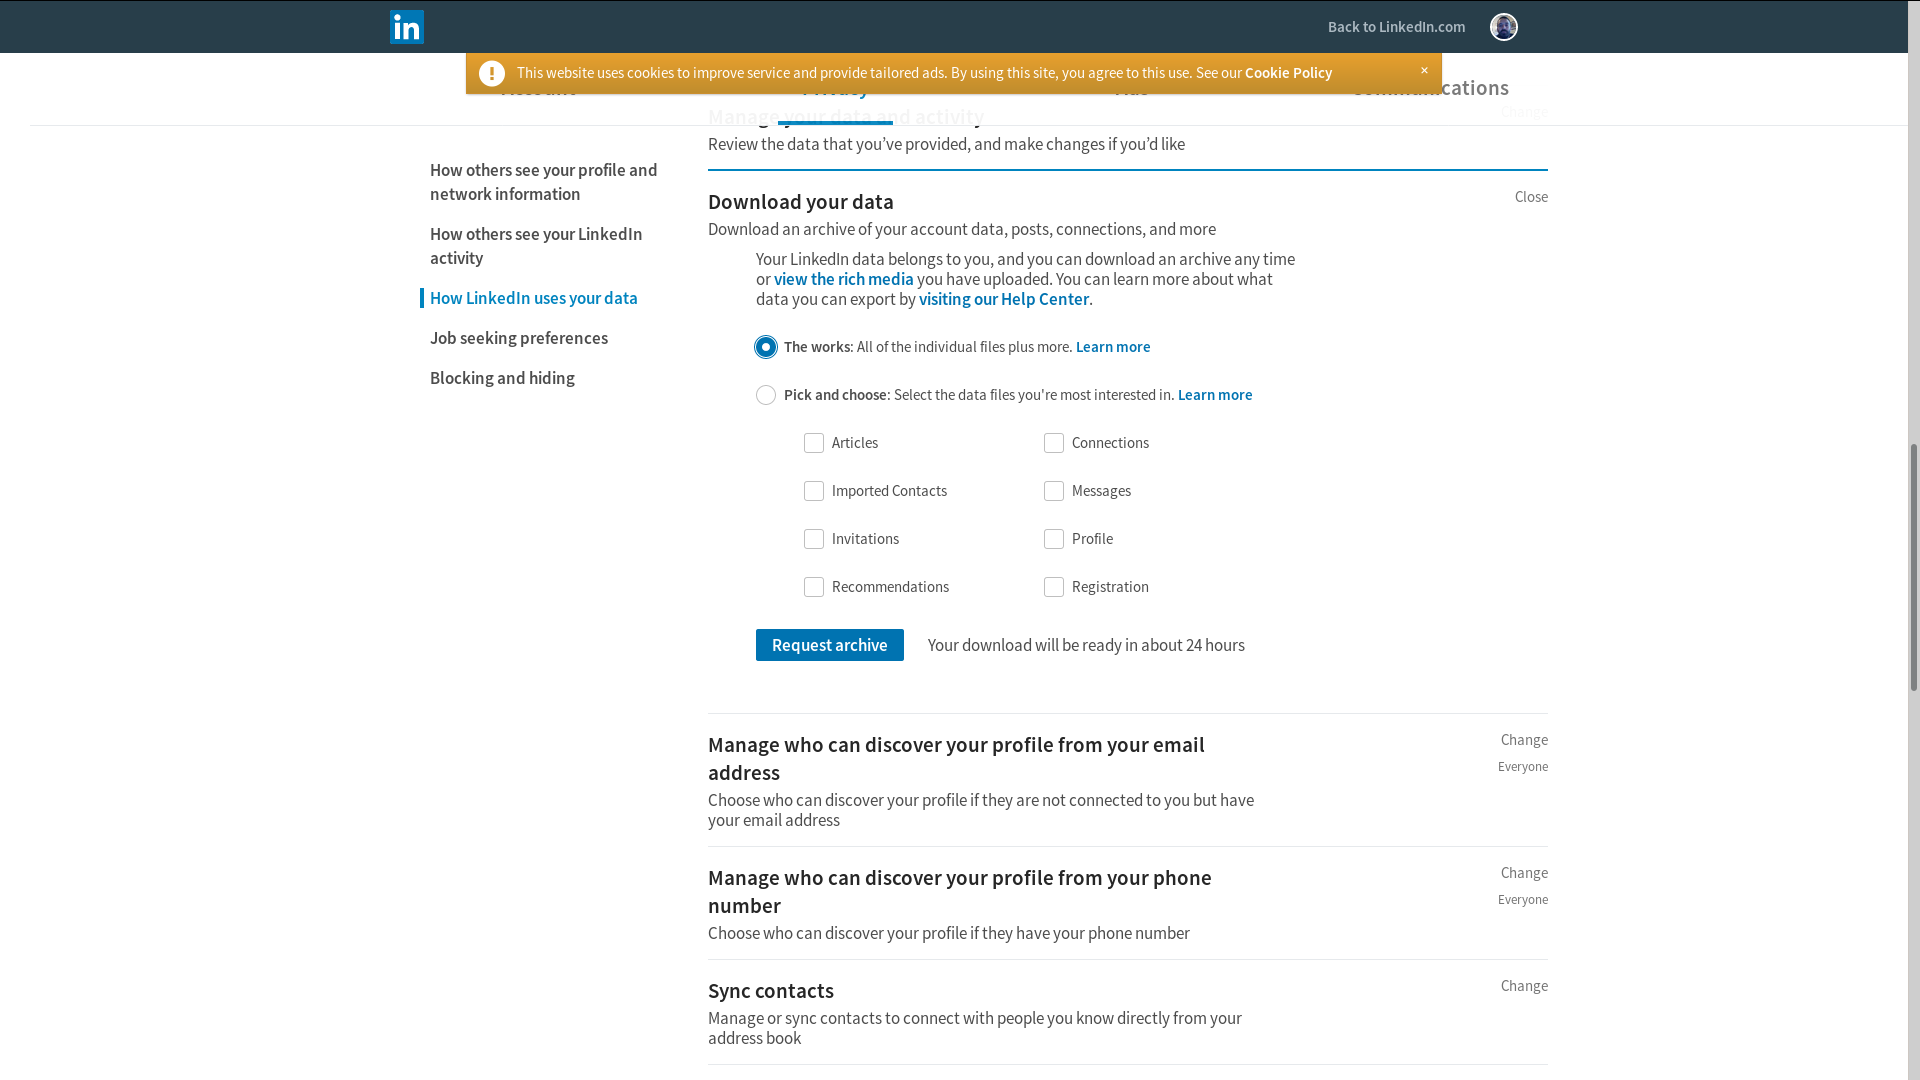 in
Back to LinkedIn.com
This website uses cookies to improve service and provide tailored ads. By using this site, you agree to this use. See our Cookie Policy
×
Account
Privacy
Ads
Communications
Manage your data and activity
Change
Review the data that you’ve provided, and make changes if you’d like
How others see your profile and
network information
How others see your LinkedIn
activity
How LinkedIn uses your data
Job seeking preferences
Blocking and hiding
Download your data
Close
Download an archive of your account data, posts, connections, and more
Your LinkedIn data belongs to you, and you can download an archive any time
or view the rich media you have uploaded. You can learn more about what
data you can export by visiting our Help Center.
The works: All of the individual files plus more. Learn more
Pick and choose: Select the data files you're most interested in. Learn more
Articles
Connections
Imported Contacts
Messages
Invitations
Profile
Recommendations
Registration
Request archive
Your download will be ready in about 24 hours
Manage who can discover your profile from your email
address
Change
Everyone
Choose who can discover your profile if they are not connected to you but have
your email address
Manage who can discover your profile from your phone
number
Change
Everyone
Choose who can discover your profile if they have your phone number
Sync contacts
Change
Manage or sync contacts to connect with people you know directly from your
address book